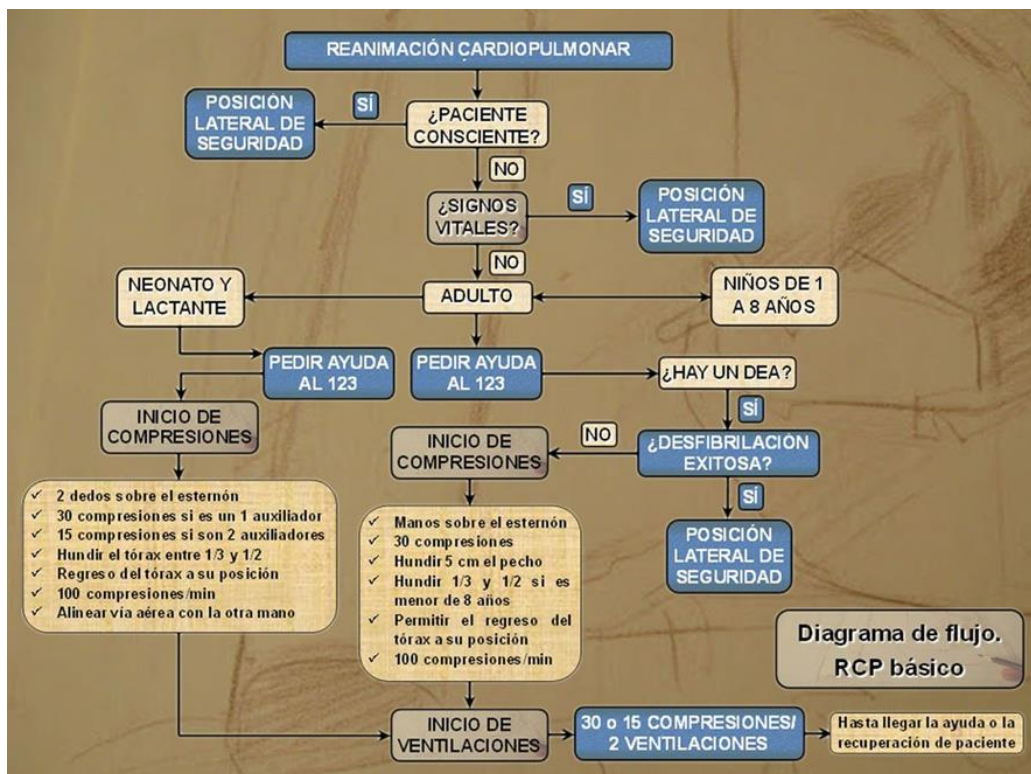 REANIMACIÓN CARDIOPULMONAR
POSICIÓN
LATERAL DE
SEGURIDAD
SÍ
¿PACIENTE
CONSCIENTE?
NO
¿SIGNOS
VITALES?
SÍ
POSICIÓN
LATERAL DE
SEGURIDAD
NO
NEONATO Y
LACTANTE
ADULTO
NIÑOS DE 1
A 8 AÑOS
PEDIR AYUDA
AL 123
PEDIR AYUDA
AL 123
¿HAY UN DEA?
SÍ
INICIO DE
COMPRESIONES
INICIO DE
COMPRESIONES
NO
¿DESFIBRILACIÓN
EXITOSA?
SÍ
POSICIÓN
LATERAL DE
SEGURIDAD
✓ 2 dedos sobre el esternón
✓ 30 compresiones si es un 1 auxiliador
✓ 15 compresiones si son 2 auxiliadores
✓ Hundir el tórax entre 1/3 y 1/2
✓ Regreso del tórax a su posición
✓ 100 compresiones/min
✓ Alinear vía aérea con la otra mano
✓ Manos sobre el esternón
✓ 30 compresiones
✓ Hundir 5 cm el pecho
✓ Hundir 1/3 y 1/2 si es
menor de 8 años
✓ Permitir el regreso del
tórax a su posición
✓ 100 compresiones/min
Diagrama de flujo.
RCP básico
INICIO DE
VENTILACIONES
30 o 15 COMPRESIONES/
2 VENTILACIONES
Hasta llegar la ayuda o la
recuperación de paciente